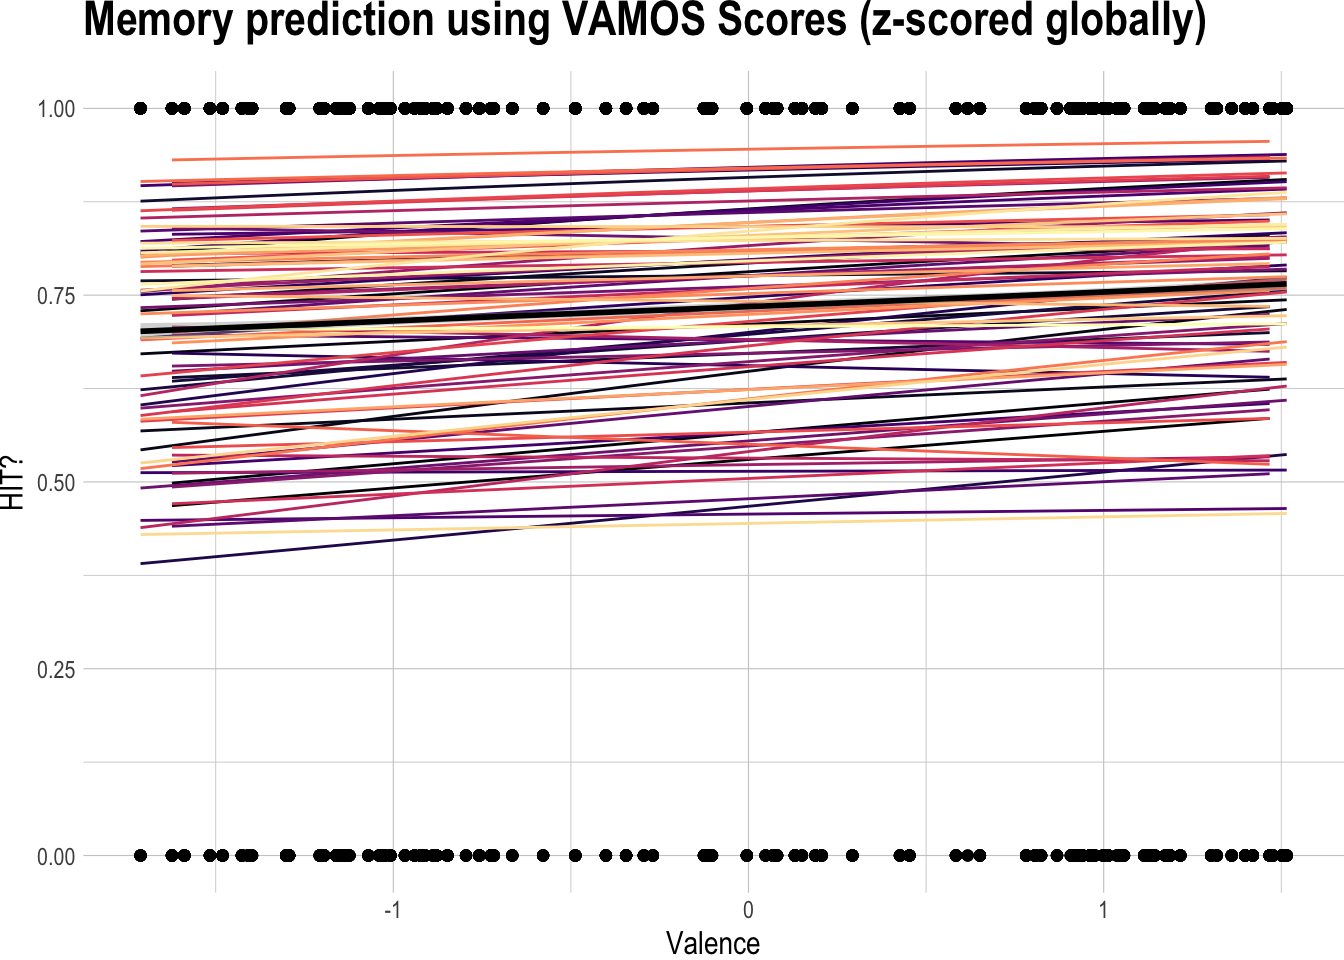 Memory prediction using VAMOS Scores (z-scored globally)
1.00
0.75
0.50
0.25
0.00
HIT?
-1
0
1
Valence